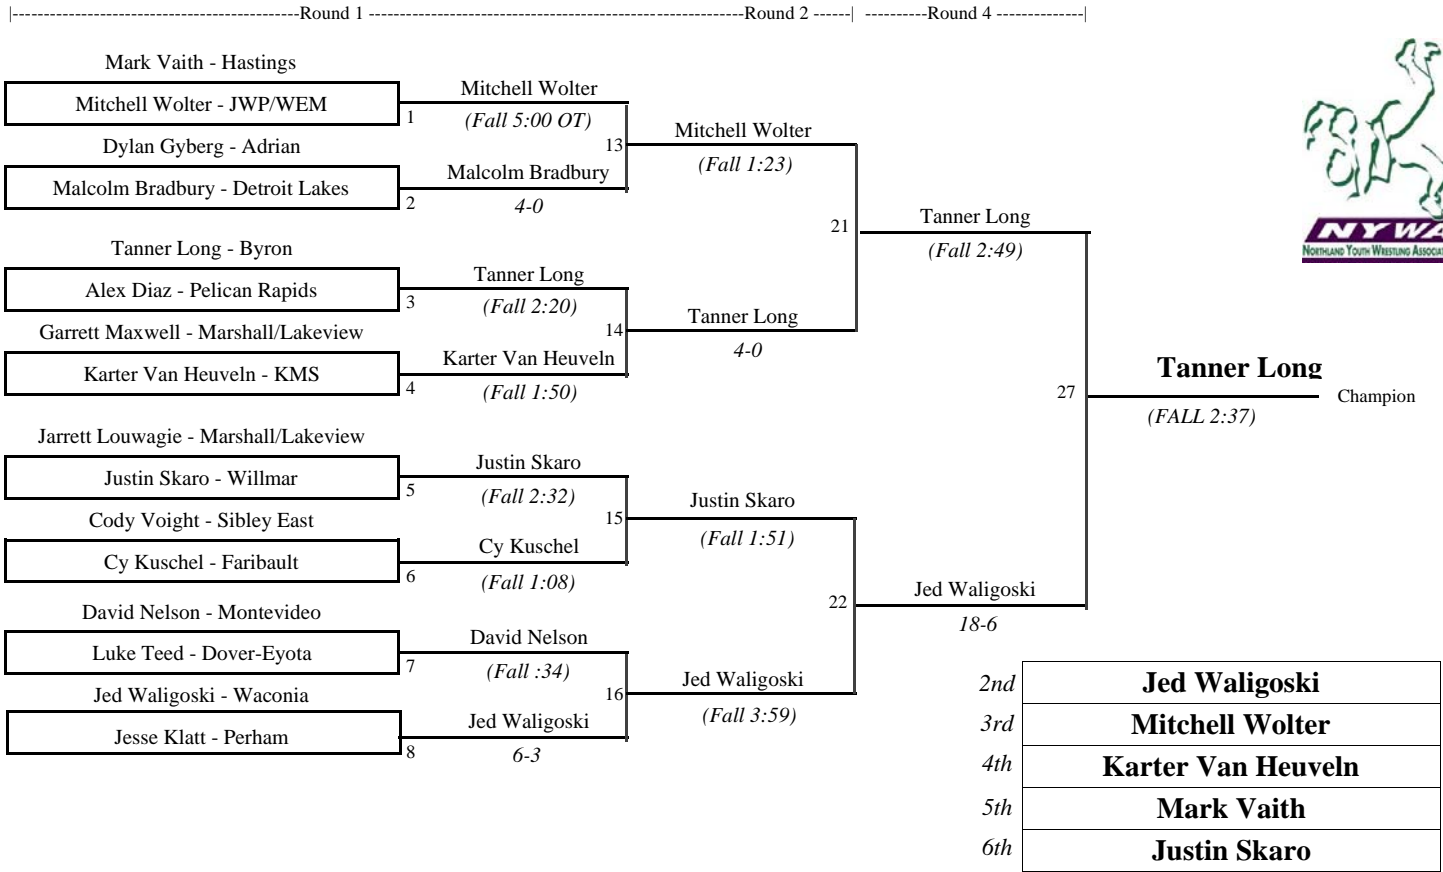 |----------------------------------------------Round 1 ------------------------------------------------------------Round 2 ------| ----------Round 4 --------------|
Mark Vaith - Hastings
Mitchell Wolter - JWP/WEM
1
Mitchell Wolter
(Fall 5:00 OT)
Dylan Gyberg - Adrian
Malcolm Bradbury - Detroit Lakes
2
Malcolm Bradbury
4-0
13
Mitchell Wolter
(Fall 1:23)
Tanner Long - Byron
Alex Diaz - Pelican Rapids
3
Tanner Long
(Fall 2:20)
Garrett Maxwell - Marshall/Lakeview
Karter Van Heuveln - KMS
4
Karter Van Heuveln
(Fall 1:50)
14
Tanner Long
4-0
21
Tanner Long
(Fall 2:49)
Jarrett Louwagie - Marshall/Lakeview
Justin Skaro - Willmar
5
Justin Skaro
(Fall 2:32)
Cody Voight - Sibley East
Cy Kuschel - Faribault
6
Cy Kuschel
(Fall 1:08)
15
Justin Skaro
(Fall 1:51)
David Nelson - Montevideo
Luke Teed - Dover-Eyota
7
David Nelson
(Fall :34)
Jed Waligoski - Waconia
Jesse Klatt - Perham
8
Jed Waligoski
6-3
16
Jed Waligoski
(Fall 3:59)
22
Jed Waligoski
18-6
27
Tanner Long
(FALL 2:37)
Champion
NYWA
NORTHLAND YOUTH WRESTLING
2nd Jed Waligoski
3rd Mitchell Wolter
4th Karter Van Heuveln
5th Mark Vaith
6th Justin Skaro